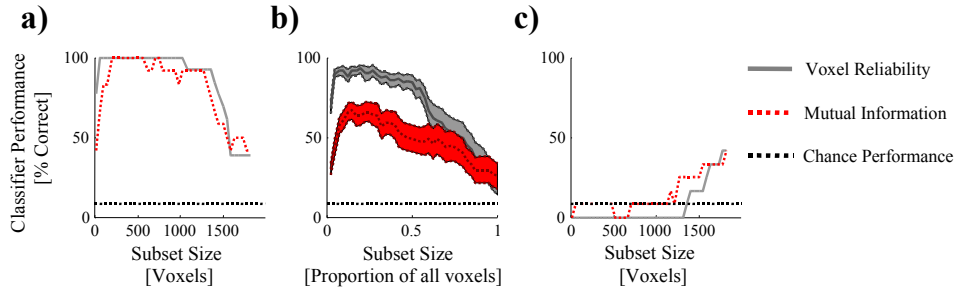 a)
b)
c)
Classifier Performance
[% Correct]
100
50
0
0
500
1000
1500
Subset Size
[Voxels]
100
50
0
0
0.5
1
Subset Size
[Proportion of all voxels]
100
50
0
0
500
1000
1500
Subset Size
[Voxels]
Voxel Reliability
Mutual Information
Chance Performance